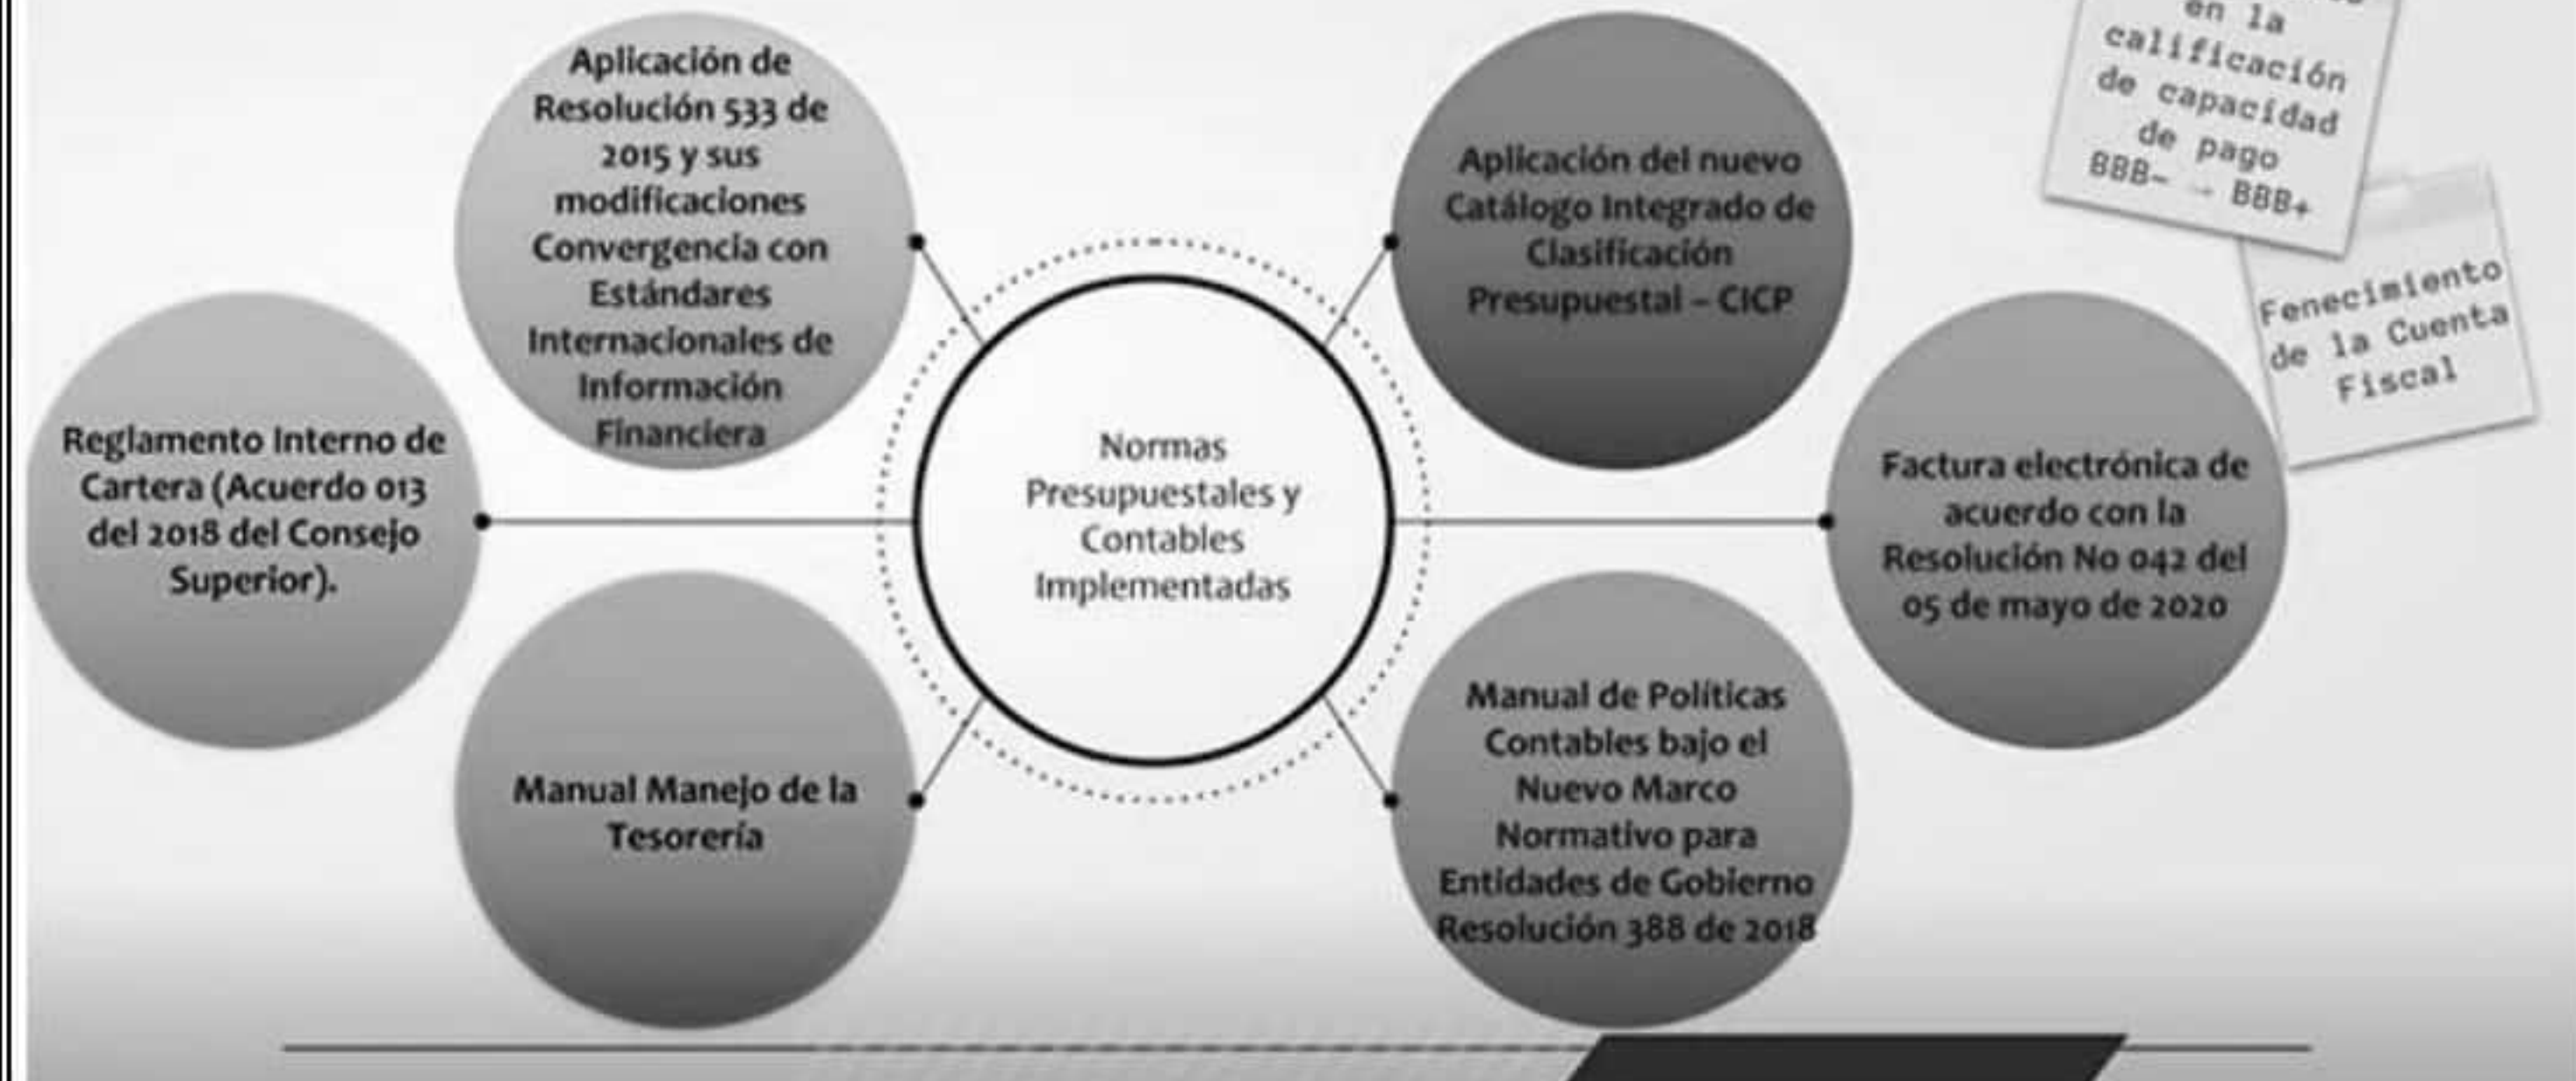 Aplicación de
Resolución 533 de
2015 y sus
modificaciones
Convergencia con
Estándares
Internacionales de
Información
Financiera
Aplicación del nuevo
Catálogo Integrado de
Clasificación
Presupuestal – CICP
en la
calificación
de capacidad
de pago
BBB- → BBB+
Fenecimiento
de la Cuenta
Fiscal
Reglamento Interno de
Cartera (Acuerdo 013
del 2018 del Consejo
Superior).
Normas
Presupuestales y
Contables
Implementadas
Factura electrónica de
acuerdo con la
Resolución No 042 del
05 de mayo de 2020
Manual Manejo de la
Tesorería
Manual de Políticas
Contables bajo el
Nuevo Marco
Normativo para
Entidades de Gobierno
Resolución 388 de 2018